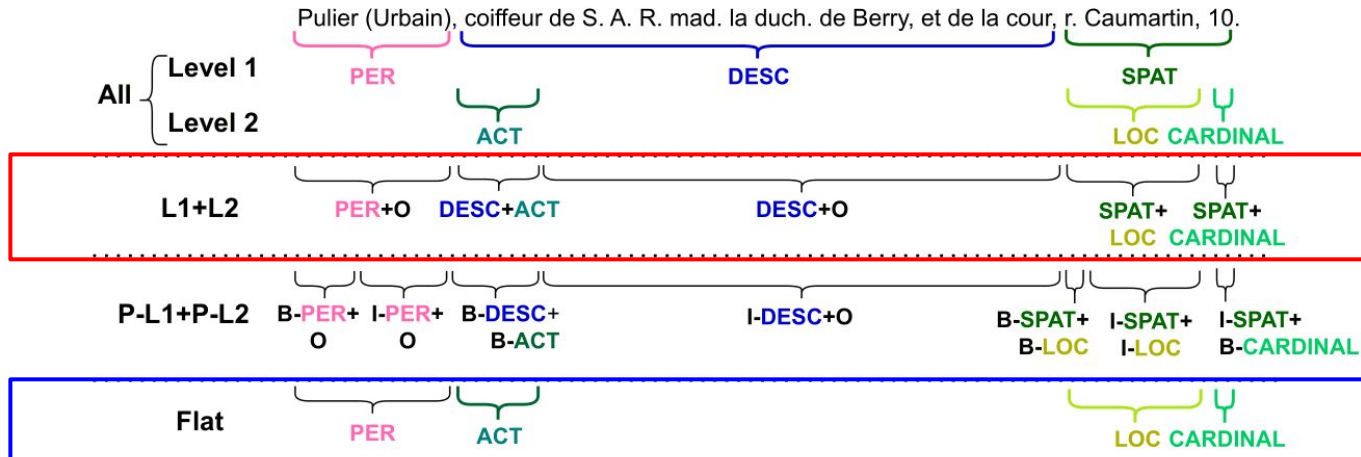 Pulier (Urbain), coiffeur de S. A. R. mad. la duch. de Berry, et de la cour, r. Caumartin, 10.
All
Level 1
PER DESC SPAT
Level 2
ACT LOC CARDINAL
L1+L2
PER+O DESC+ACT DESC+O SPAT+ SPAT+
LOC CARDINAL
P-L1+P-L2
B-PER+ I-PER+ B-DESC+ I-DESC+O B-SPAT+ I-SPAT+ I-SPAT+
O O B-ACT B-LOC I-LOC B-CARDINAL
Flat
PER ACT LOC CARDINAL